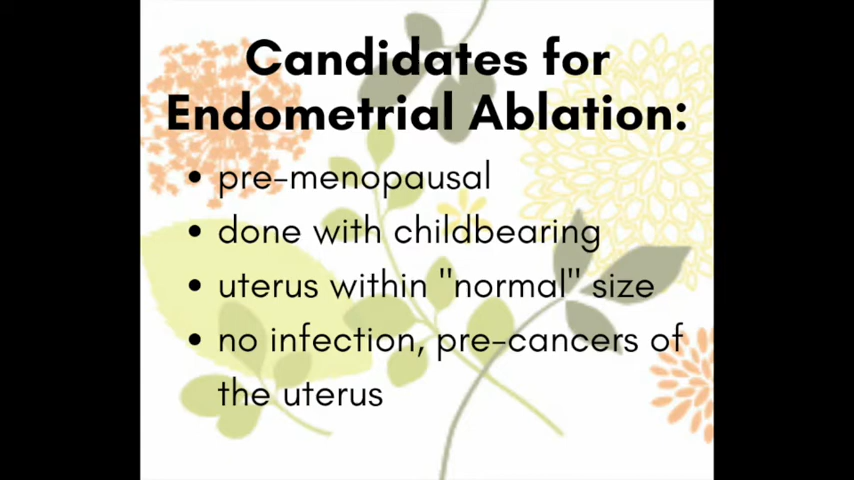 Candidates for
Endometrial Ablation:
• pre-menopausal
• done with childbearing
• uterus within "normal" size
• no infection, pre-cancers of
the uterus